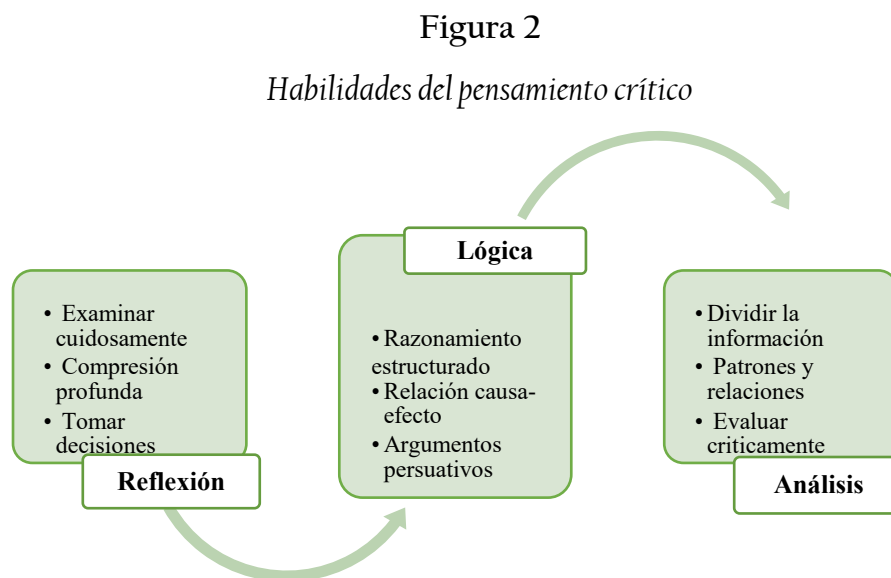 Figura 2
Habilidades del pensamiento crítico
• Examinar
cuidosamente
• Compresión
profunda
• Tomar
decisiones
Reflexión
Lógica
• Razonamiento
estructurado
• Relación causa-
efecto
• Argumentos
persuativos
• Dividir la
información
• Patrones y
relaciones
• Evaluar
criticamente
Análisis